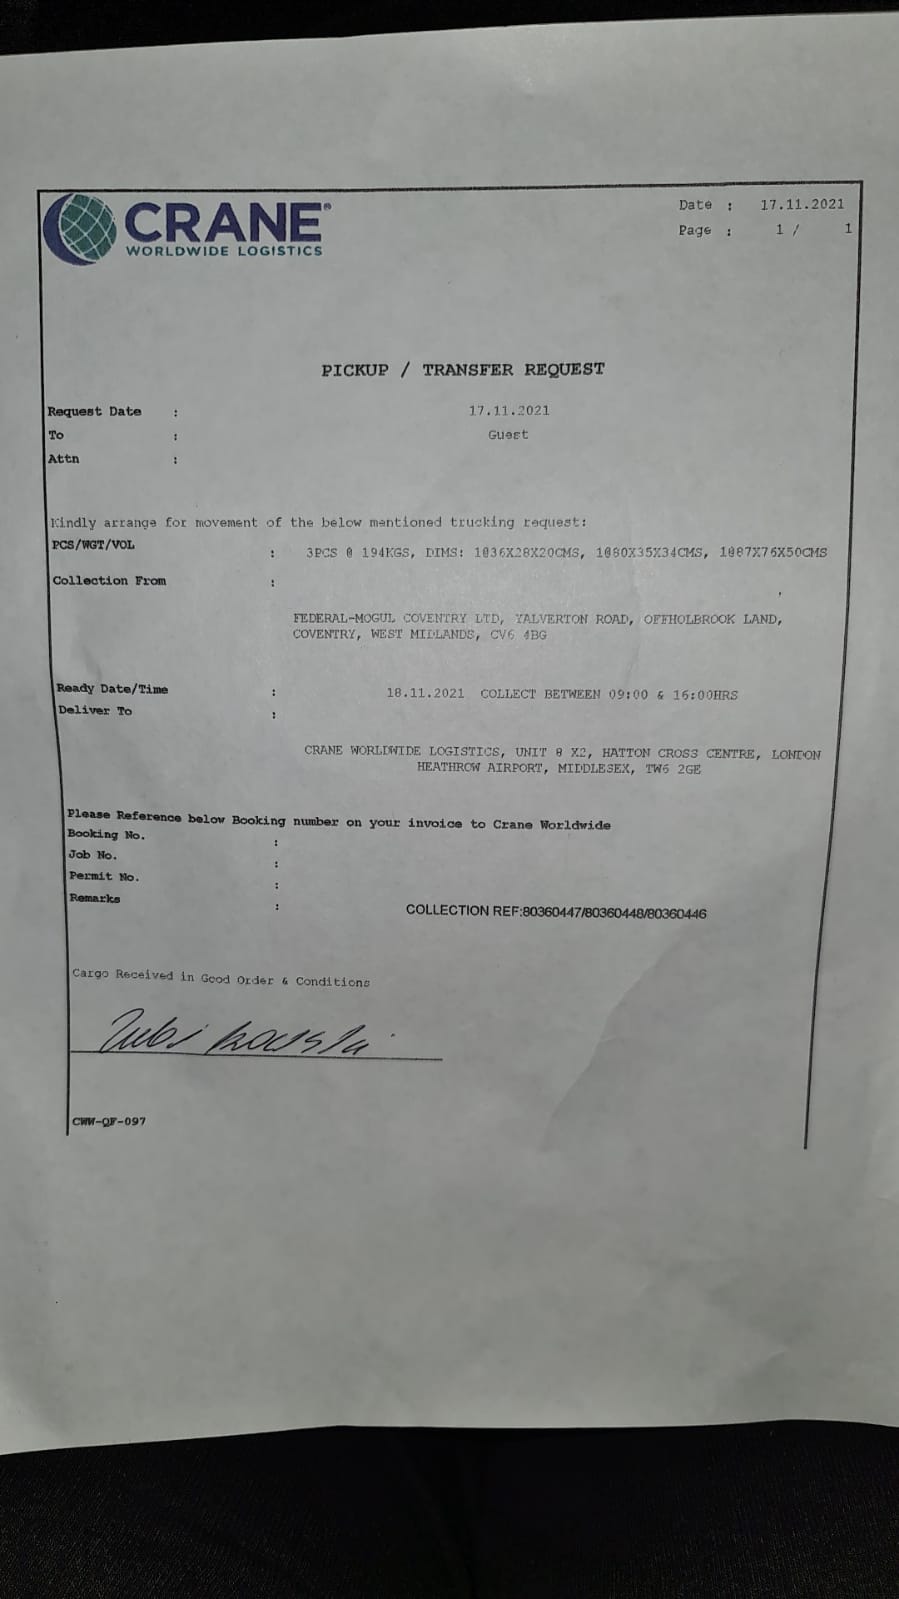 CRANE®
WORLDWIDE LOGISTICS
Date : 17.11.2021
Page : 1 / 1
PICKUP / TRANSFER REQUEST
Request Date : 17.11.2021
To : Guest
Attn :
Kindly arrange for movement of the below mentioned trucking request:
PCS/WGT/VOL : 3PCS @ 194KGS, DIMS: 1036X28X20CMS, 1080X35X34CMS, 1087X76X50CMS
Collection From :
FEDERAL-MOGUL COVENTRY LTD, YALVERTON ROAD, OFFHOLBROOK LAND,
COVENTRY, WEST MIDLANDS, CV6 4BG
Ready Date/Time : 18.11.2021 COLLECT BETWEEN 09:00 & 16:00HRS
Deliver To :
CRANE WORLDWIDE LOGISTICS, UNIT 8 X2, HATTON CROSS CENTRE, LONDON
HEATHROW AIRPORT, MIDDLESEX, TW6 2GE
Please Reference below Booking number on your invoice to Crane Worldwide
Booking No. :
Job No. :
Permit No. :
Remarks : COLLECTION REF:80360447/80360448/80360446
Cargo Received in Good Order & Conditions
CWW-QF-097